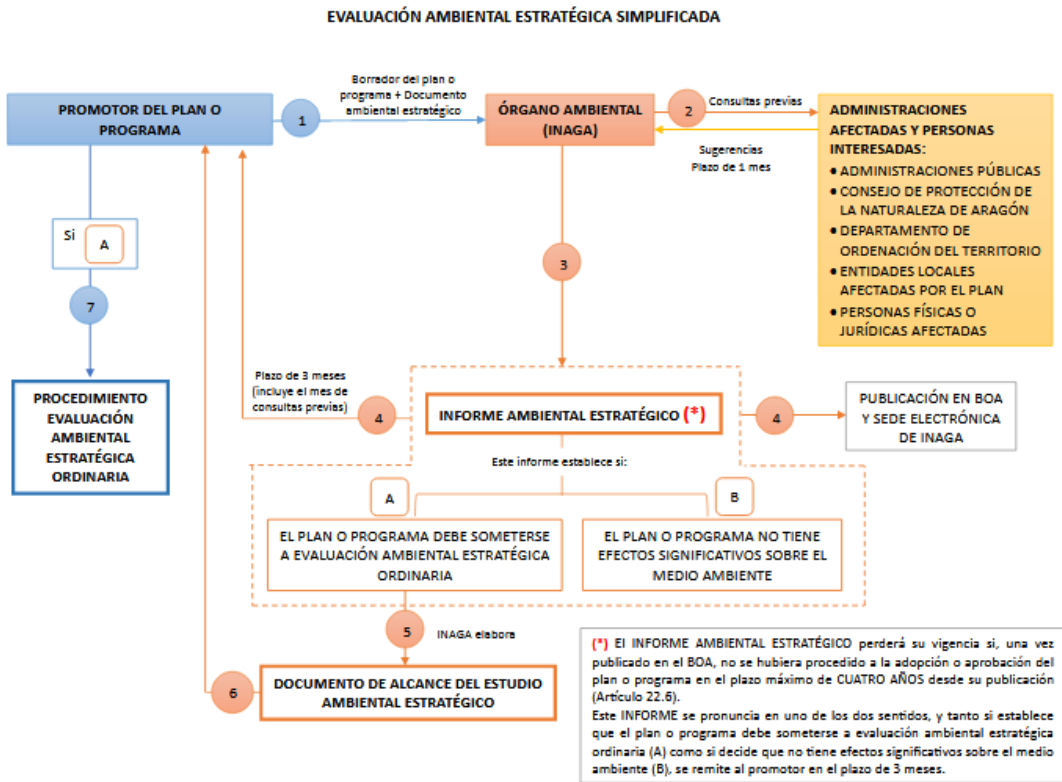 EVALUACIÓN AMBIENTAL ESTRATÉGICA SIMPLIFICADA
PROMOTOR DEL PLAN O
PROGRAMA
1
Borrador del plan o
programa + Documento
ambiental estratégico
ÓRGANO AMBIENTAL
(INAGA)
2
Consultas previas
Sugerencias
Plazo de 1 mes
ADMINISTRACIONES
AFECTADAS Y PERSONAS
INTERESADAS:
• ADMINISTRACIONES PÚBLICAS
• CONSEJO DE PROTECCIÓN DE
LA NATURALEZA DE ARAGÓN
• DEPARTAMENTO DE
ORDENACIÓN DEL TERRITORIO
• ENTIDADES LOCALES
AFECTADAS POR EL PLAN
• PERSONAS FÍSICAS O
JURÍDICAS AFECTADAS
Si
A
7
PROCEDIMIENTO
EVALUACIÓN
AMBIENTAL
ESTRATÉGICA
ORDINARIA
3
Plazo de 3 meses
(incluye el mes de
consultas previas)
4
INFORME AMBIENTAL ESTRATÉGICO (*)
4
PUBLICACIÓN EN BOA
Y SEDE ELECTRÓNICA
DE INAGA
Este informe establece si:
A
B
EL PLAN O PROGRAMA DEBE SOMETERSE
A EVALUACIÓN AMBIENTAL ESTRATÉGICA
ORDINARIA
EL PLAN O PROGRAMA NO TIENE
EFECTOS SIGNIFICATIVOS SOBRE EL
MEDIO AMBIENTE
5
INAGA elabora
6
DOCUMENTO DE ALCANCE DEL ESTUDIO
AMBIENTAL ESTRATÉGICO
(*) El INFORME AMBIENTAL ESTRATÉGICO perderá su vigencia si, una vez
publicado en el BOA, no se hubiera procedido a la adopción o aprobación del
plan o programa en el plazo máximo de CUATRO AÑOS desde su publicación
(Artículo 22.6).
Este INFORME se pronuncia en uno de los dos sentidos, y tanto si establece
que el plan o programa debe someterse a evaluación ambiental estratégica
ordinaria (A) como si decide que no tiene efectos significativos sobre el medio
ambiente (B), se remite al promotor en el plazo de 3 meses.